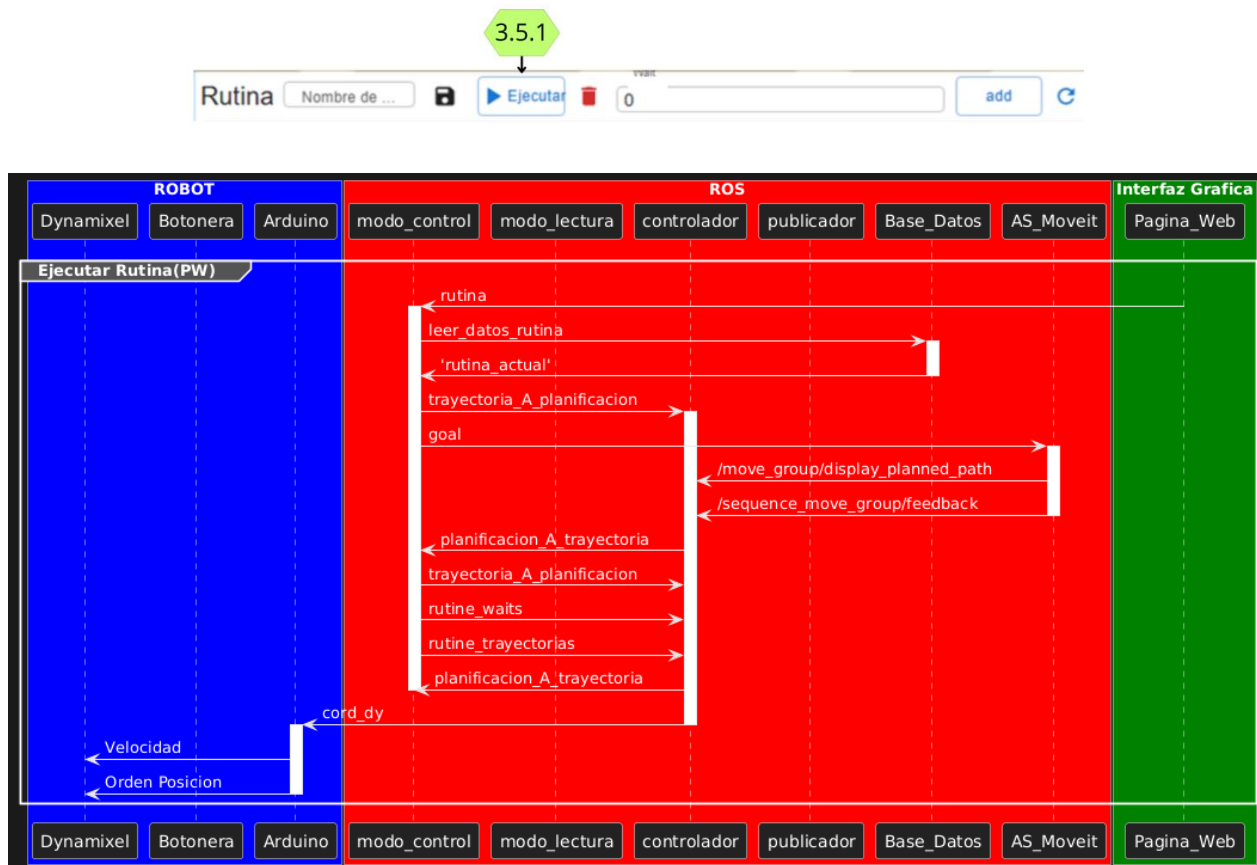 3.5.1
Wait
Rutina Nombre de ... Ejecutar 0 add
ROBOT ROS Interfaz Grafica
Dynamixel Botonera Arduino modo_control modo_lectura controlador publicador Base_Datos AS_Moveit Pagina_Web
Ejecutar Rutina(PW)
rutina
leer_datos_rutina
'rutina_actual'
trayectoria_A_planificacion
goal
/move_group/display_planned_path
/sequence_move_group/feedback
planificacion_A_trayectoria
trayectoria_A_planificacion
rutine_waits
rutine_trayectorias
planificacion_A_trayectoria
cord_dy
Velocidad
Orden Posicion
Dynamixel Botonera Arduino modo_control modo_lectura controlador publicador Base_Datos AS_Moveit Pagina_Web